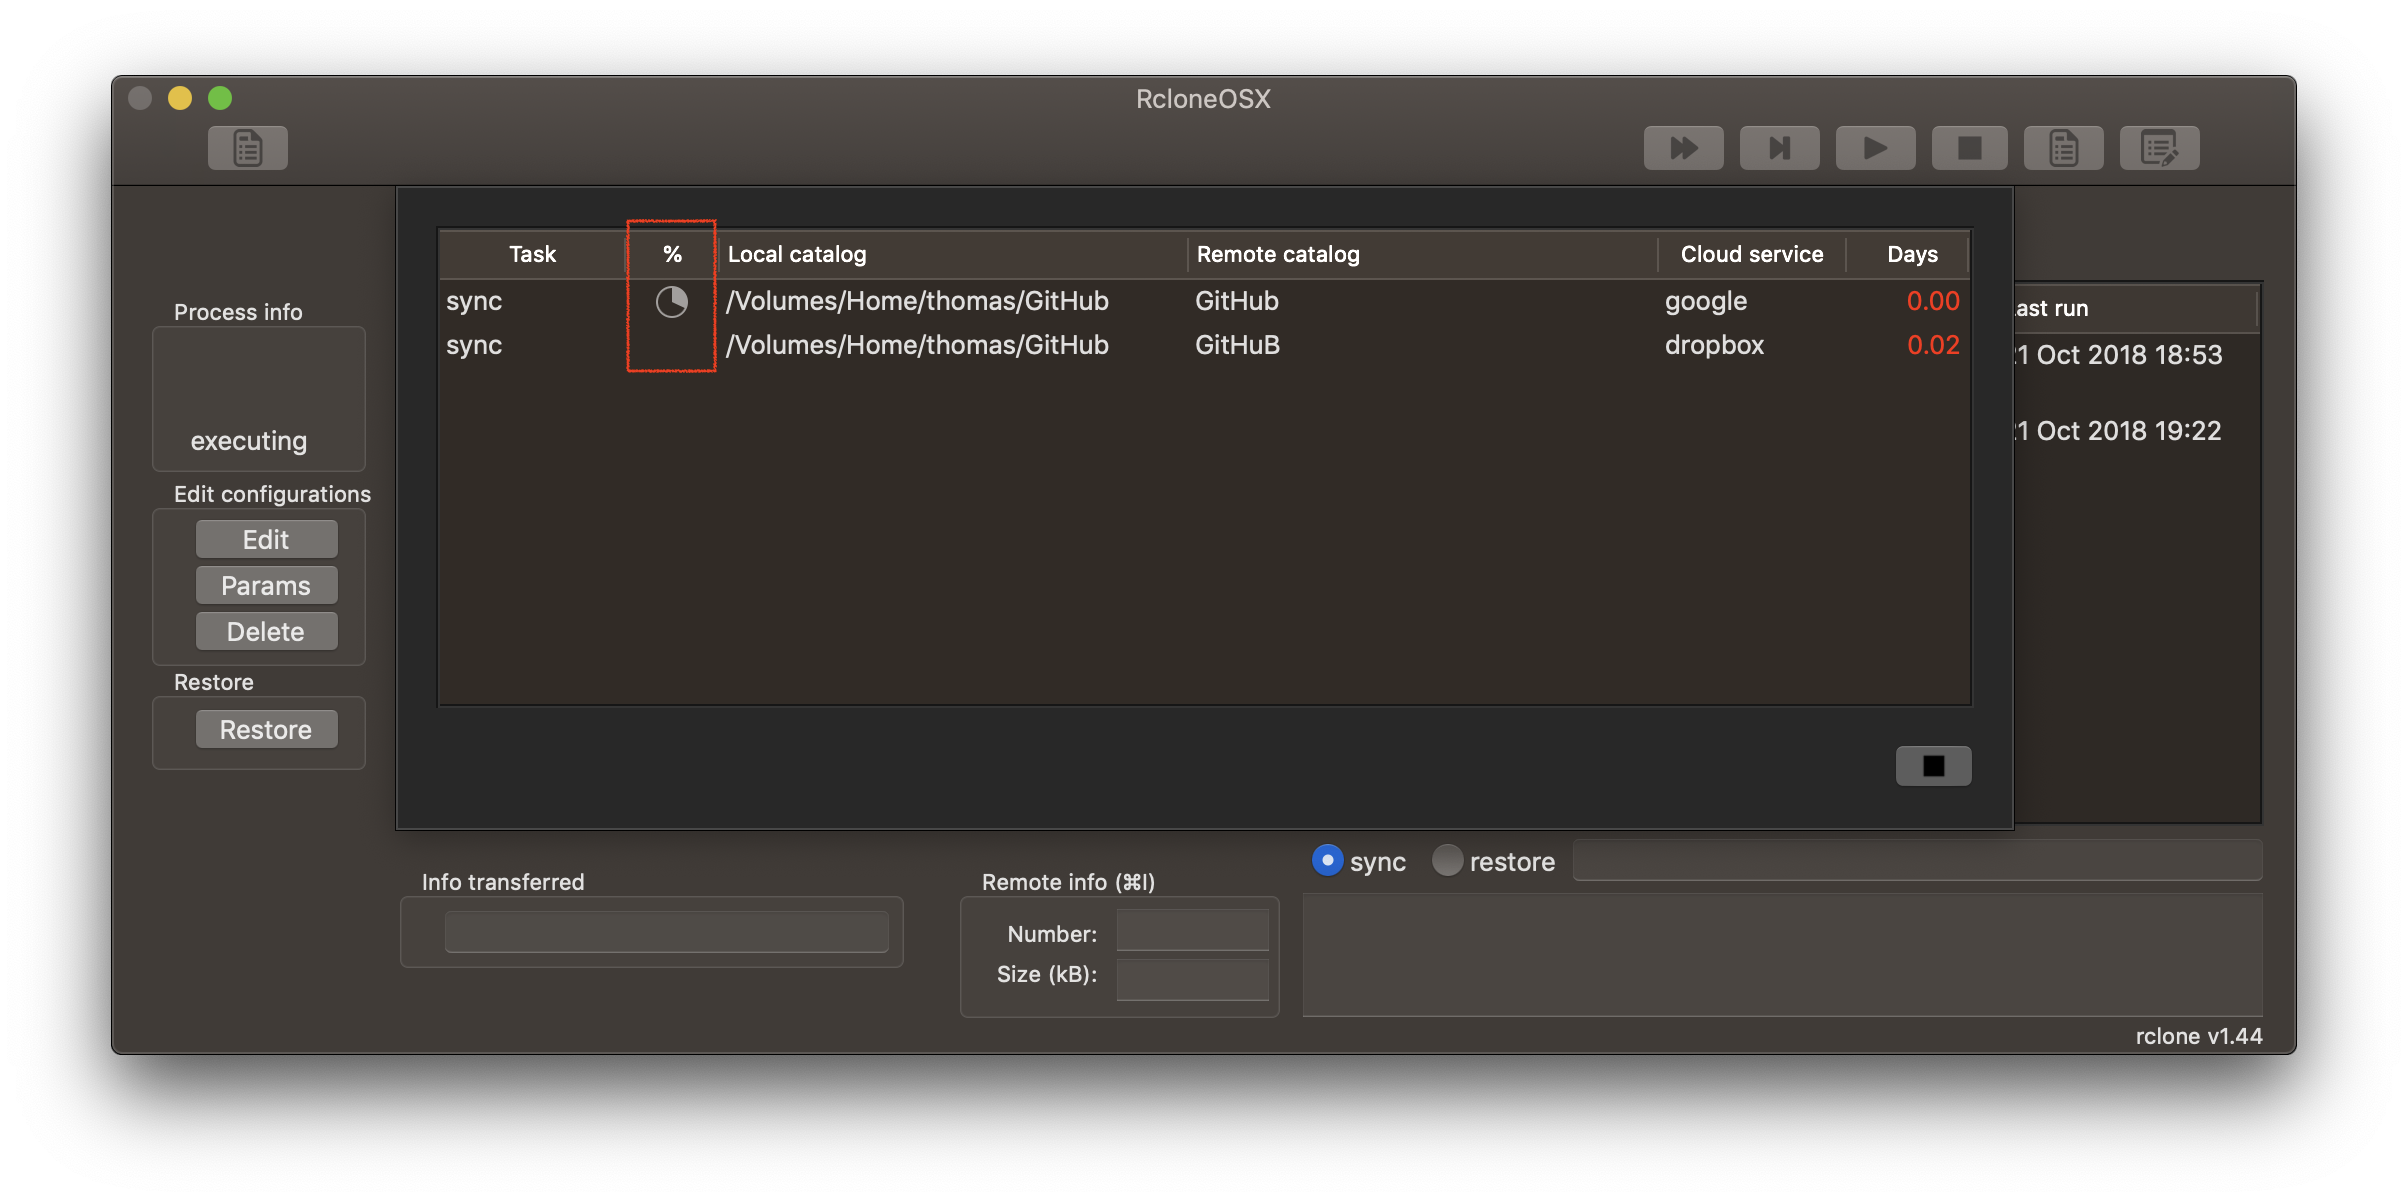 RcloneOSX
Task % Local catalog Remote catalog Cloud service Days
sync /Volumes/Home/thomas/GitHub GitHub google 0.00
sync /Volumes/Home/thomas/GitHub GitHuB dropbox 0.02
Process info
executing
Edit configurations
Edit
Params
Delete
Restore
Restore
run
Oct 2018 18:53
Oct 2018 19:22
sync restore
Info transferred
Remote info (⌘I)
Number:
Size (kB):
rclone v1.44